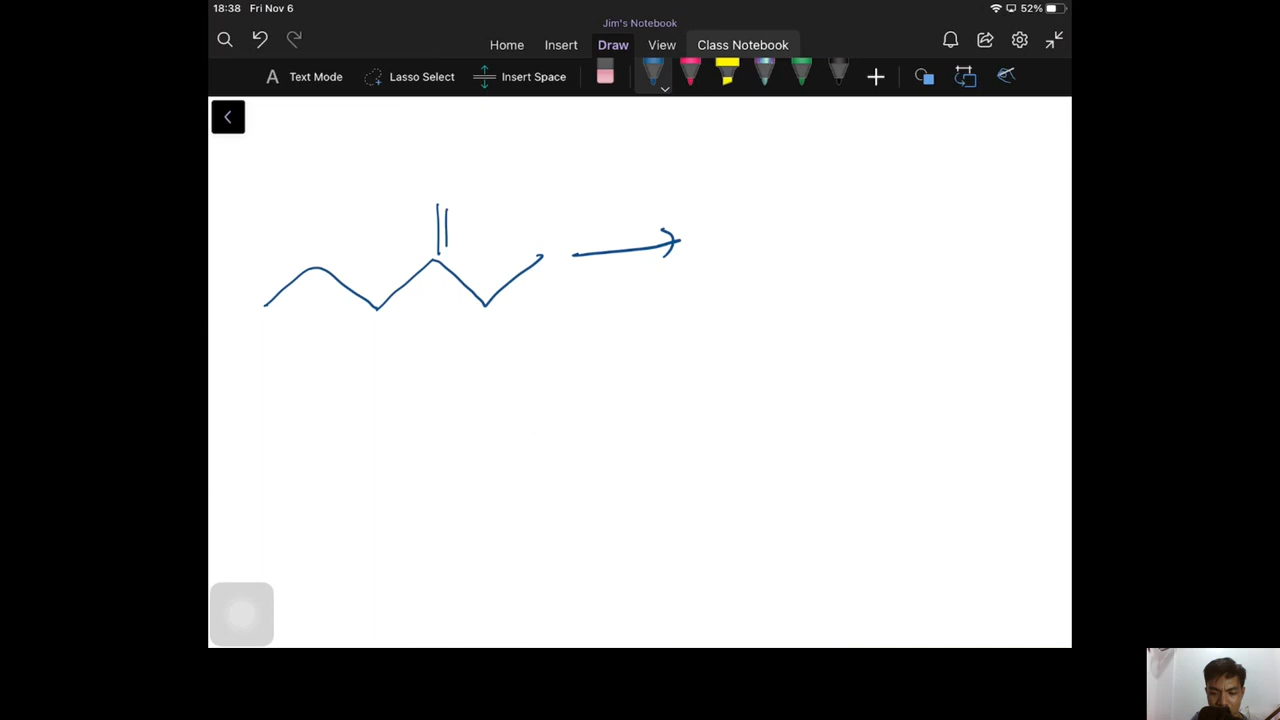 18:38 Fri Nov 6 52%
Jim's Notebook
Home Insert Draw View Class Notebook
A Text Mode Lasso Select Insert Space